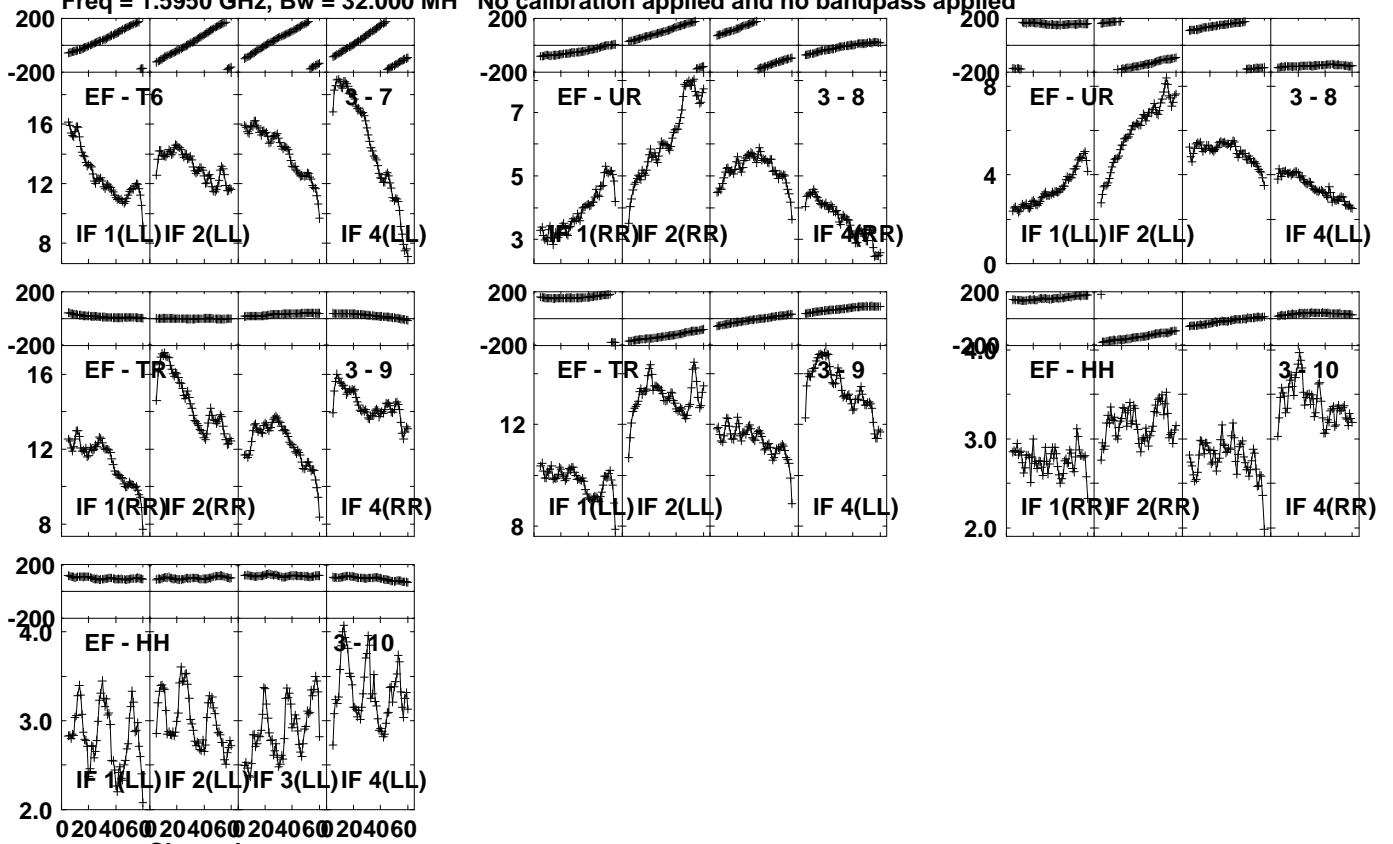 Freq = 1.5950 GHz, Bw = 32.000 MH No calibration applied and no bandpass applied
200
-200
EF - T6 3 - 7
16
12
8
IF 1(LL) IF 2(LL) IF 4(LL)
200
-200
EF - UR 3 - 8
7
5
3
IF 1(RR) IF 2(RR) IF 4(RR)
200
-200
EF - UR 3 - 8
8
4
0
IF 1(LL) IF 2(LL) IF 4(LL)
200
-200
EF - TR 3 - 9
16
12
8
IF 1(RR) IF 2(RR) IF 4(RR)
200
-200
EF - TR 3 - 9
12
8
IF 1(LL) IF 2(LL) IF 4(LL)
200
-200
4.0
EF - HH 3 - 10
3.0
2.0
IF 1(RR) IF 2(RR) IF 4(RR)
200
-200
4.0
EF - HH 3 - 10
3.0
IF 1(LL) IF 2(LL) IF 3(LL) IF 4(LL)
2.0
0 20 40 60 0 20 40 60 0 20 40 60 0 20 40 60